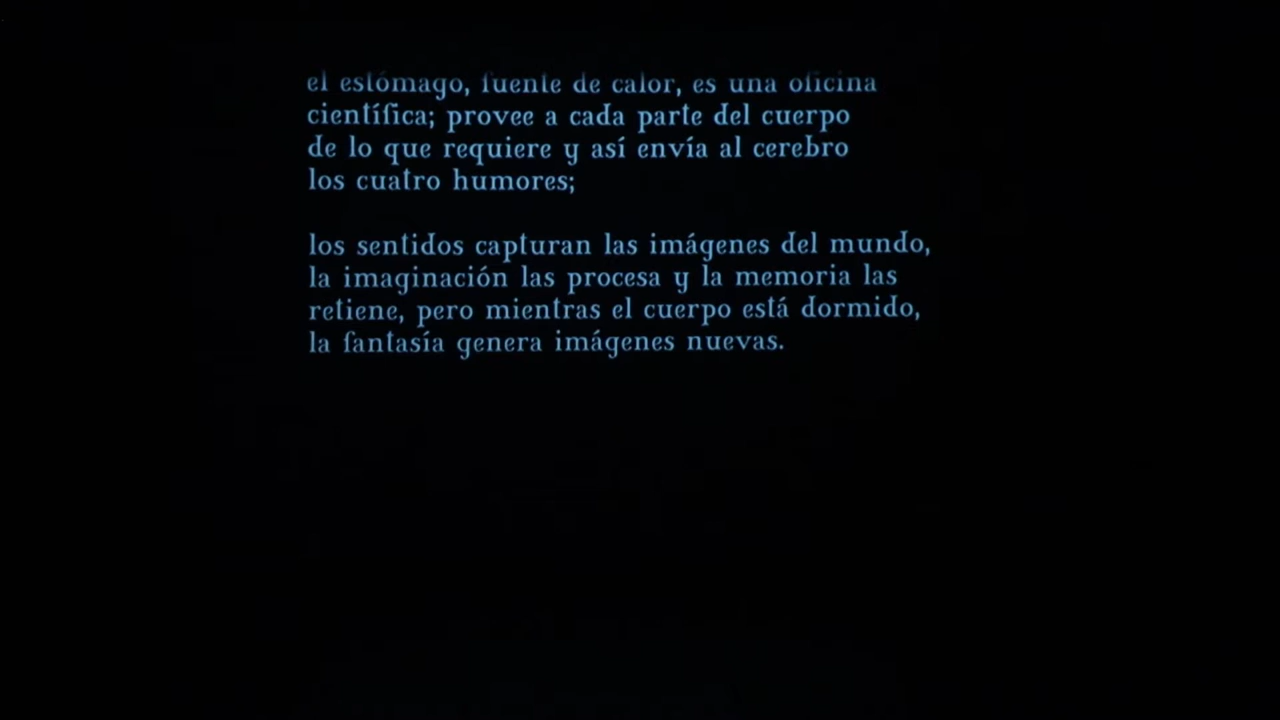 el estómago, fuente de calor, es una oficina
científica; provee a cada parte del cuerpo
de lo que requiere y así envía al cerebro
los cuatro humores;
los sentidos capturan las imágenes del mundo,
la imaginación las procesa y la memoria las
retiene, pero mientras el cuerpo está dormido,
la fantasía genera imágenes nuevas.